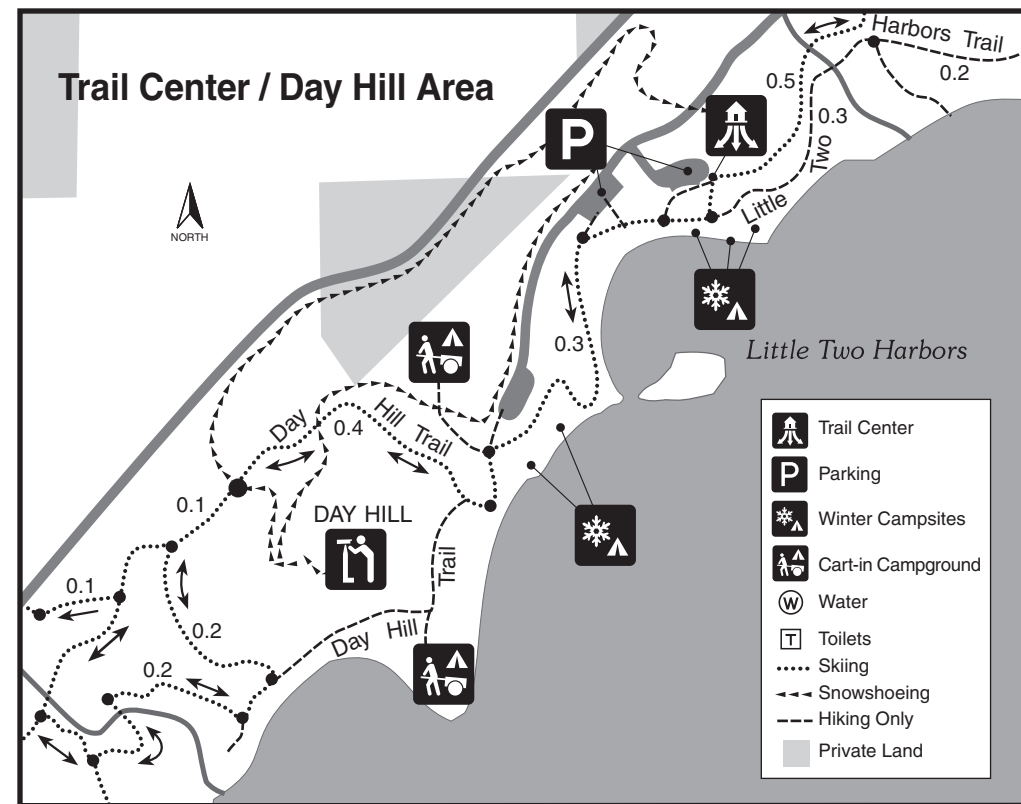 Trail Center / Day Hill Area
Harbors Trail
0.2
0.5
0.3
Two
Little
P
NORTH
0.3
Little Two Harbors
Day Hill Trail
0.4
0.1
DAY HILL
Trail
0.1
0.2
Day Hill
0.2
Trail Center
P Parking
Winter Campsites
Cart-in Campground
W Water
T Toilets
Skiing
Snowshoeing
Hiking Only
Private Land